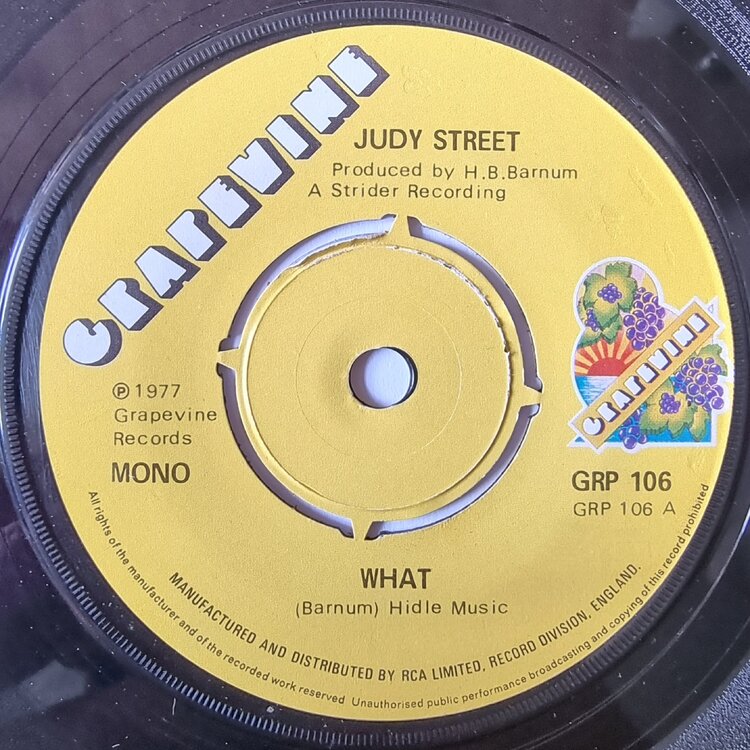 GRAPEVINE
JUDY STREET
Produced by H.B.Barnum
A Strider Recording
GRAPEVINE
℗ 1977
Grapevine
Records
MONO
GRP 106
GRP 106 A
WHAT
(Barnum) Hidle Music
MANUFACTURED AND DISTRIBUTED BY RCA LIMITED, RECORD DIVISION, ENGLAND.
All rights of the manufacturer and of the recorded work reserved Unauthorised public performance broadcasting and copying of this record prohibited